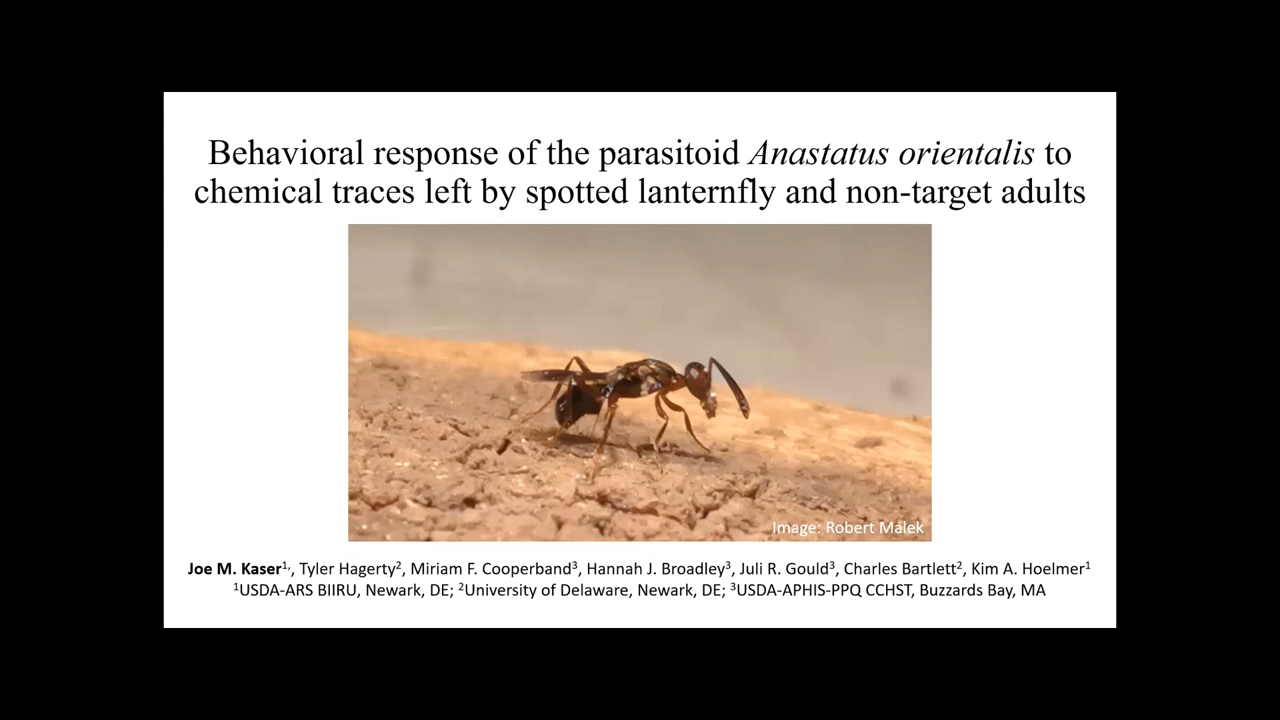 Behavioral response of the parasitoid Anastatus orientalis to
chemical traces left by spotted lanternfly and non-target adults
Image: Robert Malek
Joe M. Kaser¹,, Tyler Hagerty², Miriam F. Cooperband³, Hannah J. Broadley³, Juli R. Gould³, Charles Bartlett², Kim A. Hoelmer¹
¹USDA-ARS BIIRU, Newark, DE; ²University of Delaware, Newark, DE; ³USDA-APHIS-PPQ CCHST, Buzzards Bay, MA